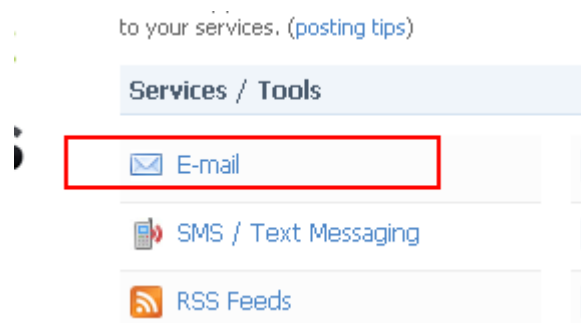 to your services. (posting tips)
Services / Tools
E-mail
SMS / Text Messaging
RSS Feeds